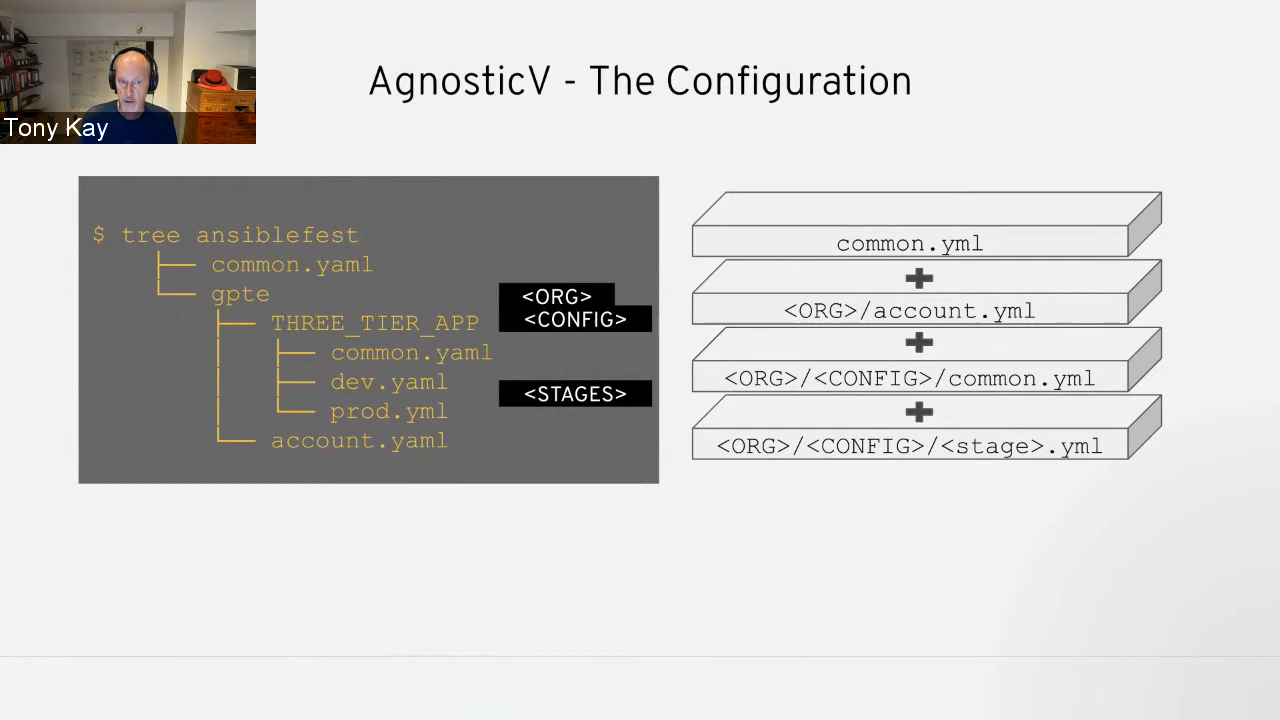 AgnosticV - The Configuration
Tony Kay
$ tree ansiblefest
├── common.yaml
└── gpte
├── THREE_TIER_APP
│   ├── common.yaml
│   ├── dev.yaml
│   └── prod.yml
└── account.yaml
<ORG>
<CONFIG>
<STAGES>
common.yml
+
<ORG>/account.yml
+
<ORG>/<CONFIG>/common.yml
+
<ORG>/<CONFIG>/<stage>.yml